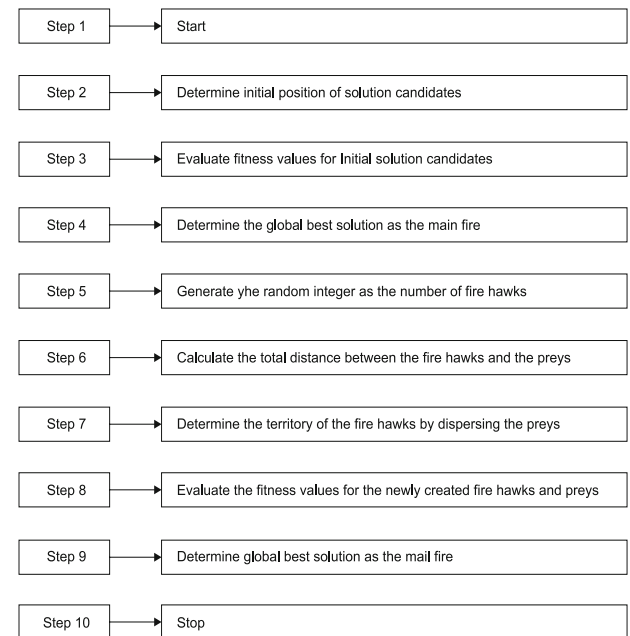 Step 1 Start
Step 2 Determine initial position of solution candidates
Step 3 Evaluate fitness values for Initial solution candidates
Step 4 Determine the global best solution as the main fire
Step 5 Generate yhe random integer as the number of fire hawks
Step 6 Calculate the total distance between the fire hawks and the preys
Step 7 Determine the territory of the fire hawks by dispersing the preys
Step 8 Evaluate the fitness values for the newly created fire hawks and preys
Step 9 Determine global best solution as the mail fire
Step 10 Stop